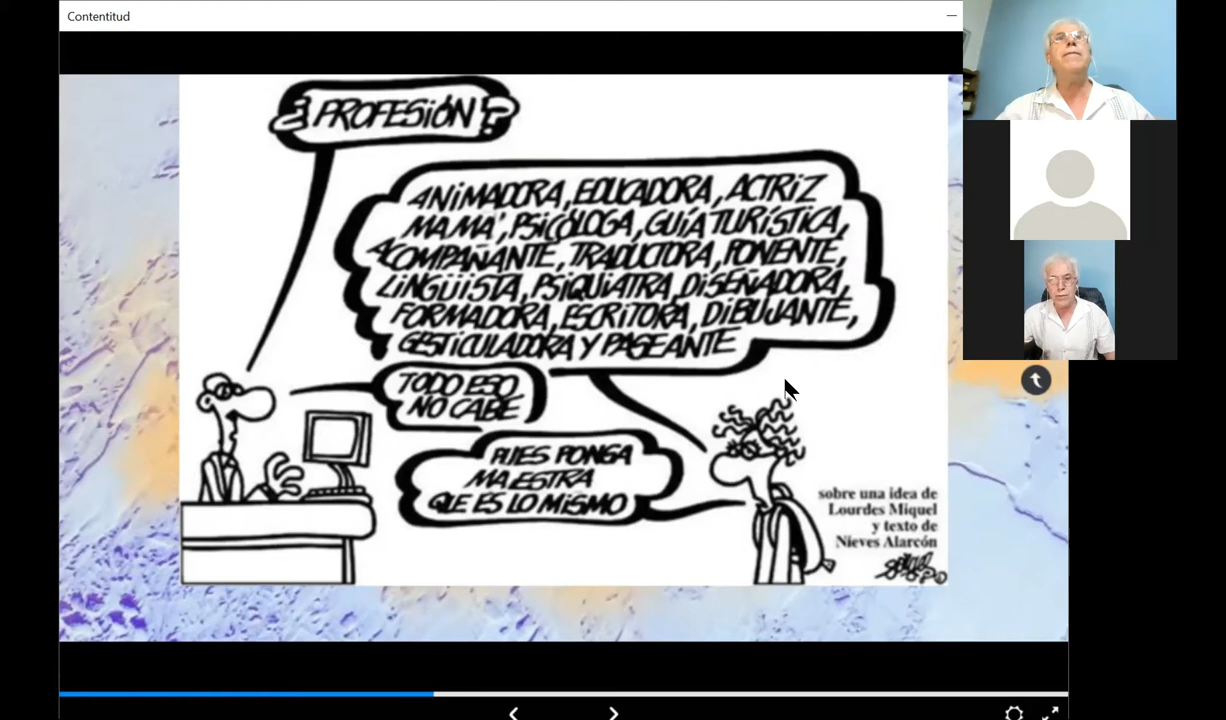 Contentitud
¿PROFESIÓN?
ANIMADORA, EDUCADORA, ACTRIZ
MAMÁ, PSICÓLOGA, GUÍA TURÍSTICA,
ACOMPAÑANTE, TRADUCTORA, PONENTE,
LINGÜISTA, PSIQUIATRA, DISEÑADORA,
FORMADORA, ESCRITORA, DIBUJANTE,
GESTICULADORA Y PASEANTE
TODO ESO
NO CABE
PUES PONGA
MAESTRA
QUE ES LO MISMO
sobre una idea de
Lourdes Miquel
y texto de
Nieves Alarcón